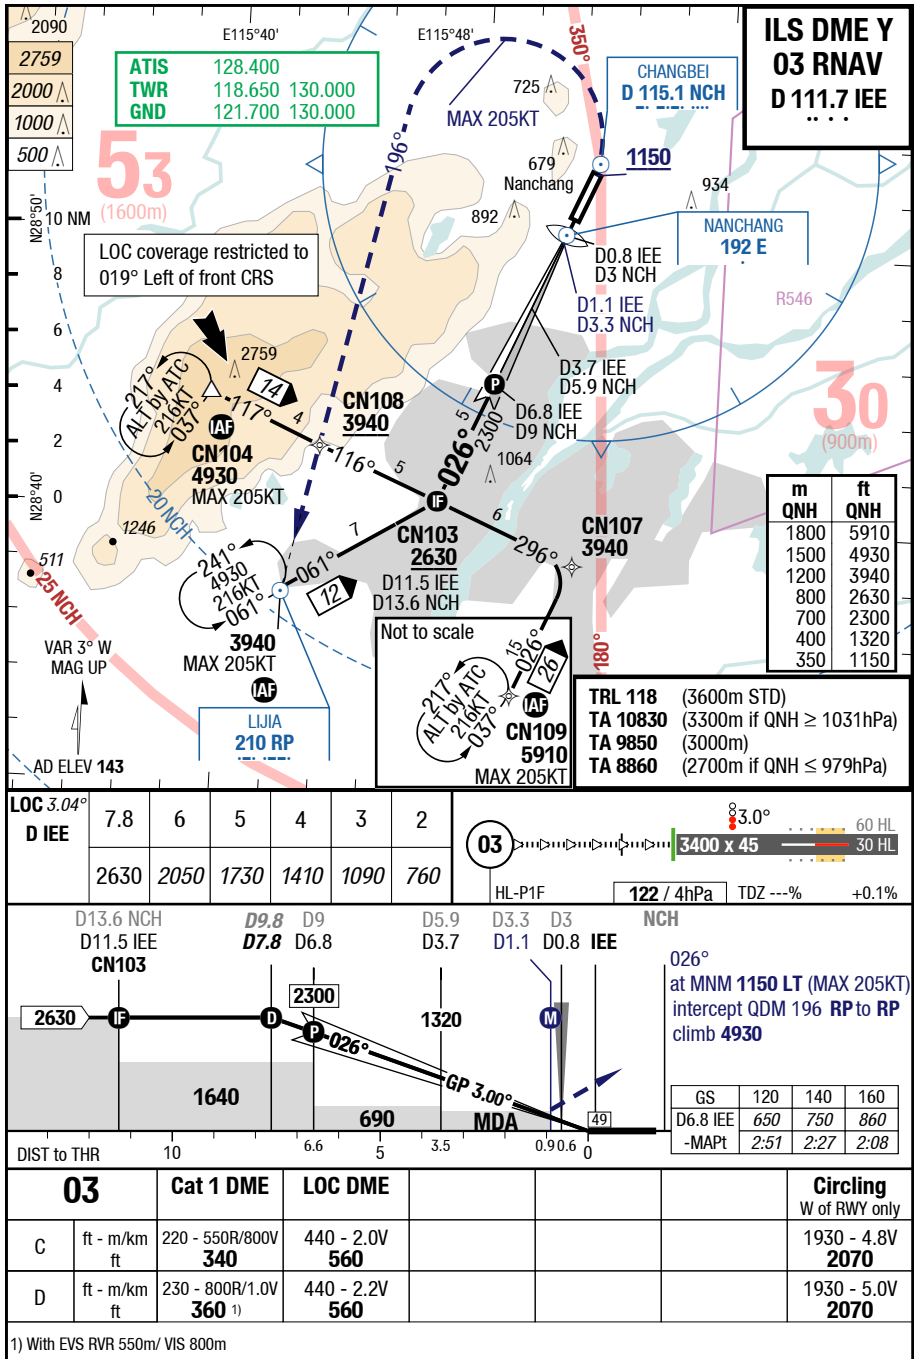 2090
2759
2000
1000
500
E115°40'
E115°48'
350°
ILS DME Y
03 RNAV
D 111.7 IEE
ATIS 128.400
TWR 118.650 130.000
GND 121.700 130.000
MAX 205KT
725
CHANGBEI
D 115.1 NCH
53
(1600m)
196°
679
Nanchang
1150
934
892
N28°50'
10 NM
8
6
4
2
0
N28°40'
LOC coverage restricted to
019° Left of front CRS
NANCHANG
192 E
D0.8 IEE
D3 NCH
D1.1 IEE
D3.3 NCH
R546
2759
217°
ALT by ATC
216KT
037°
117°
14
4
IAF
CN104
4930
MAX 205KT
CN108
3940
116°
5
D3.7 IEE
D5.9 NCH
P
D6.8 IEE
D9 NCH
5
026°
2300
1064
30
(900m)
20 NCH
1246
511
25 NCH
IF
CN103
2630
D11.5 IEE
D13.6 NCH
6
296°
CN107
3940
7
061°
12
241°
4930
216KT
061°
3940
MAX 205KT
IAF
LIJIA
210 RP
VAR 3° W
MAG UP
AD ELEV 143
Not to scale
217°
ALT by ATC
216KT
037°
15
026°
26
IAF
CN109
5910
MAX 205KT
180°
m ft
QNH QNH
1800 5910
1500 4930
1200 3940
800 2630
700 2300
400 1320
350 1150
TRL 118 (3600m STD)
TA 10830 (3300m if QNH ≥ 1031hPa)
TA 9850 (3000m)
TA 8860 (2700m if QNH ≤ 979hPa)
LOC 3.04°
D IEE 7.8 6 5 4 3 2
2630 2050 1730 1410 1090 760
03
3.0°
60 HL
3400 x 45
30 HL
HL-P1F
122 / 4hPa
TDZ ---%
+0.1%
D13.6 NCH D9.8 D9 D5.9 D3.3 D3 NCH
D11.5 IEE D7.8 D6.8 D3.7 D1.1 D0.8 IEE
CN103
2630
IF
D
P
2300
1320
M
026°
GP 3.00°
1640
690
MDA
49
026°
at MNM 1150 LT (MAX 205KT)
intercept QDM 196 RP to RP
climb 4930
GS 120 140 160
D6.8 IEE 650 750 860
-MAPt 2:51 2:27 2:08
DIST to THR 10 6.6 5 3.5 0.9 0.6 0
03 Cat 1 DME LOC DME Circling
W of RWY only
C ft - m/km 220 - 550R/800V 440 - 2.0V 1930 - 4.8V
ft 340 560 2070
D ft - m/km 230 - 800R/1.0V 440 - 2.2V 1930 - 5.0V
ft 360 1) 560 2070
1) With EVS RVR 550m/ VIS 800m